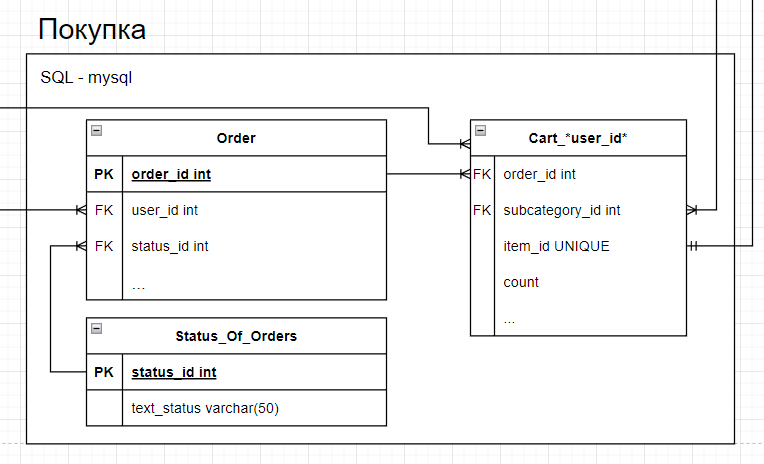 Покупка
SQL - mysql
Order
PK order_id int
FK user_id int
FK status_id int
...
Status_Of_Orders
PK status_id int
text_status varchar(50)
Cart_*user_id*
FK order_id int
FK subcategory_id int
item_id UNIQUE
count
...